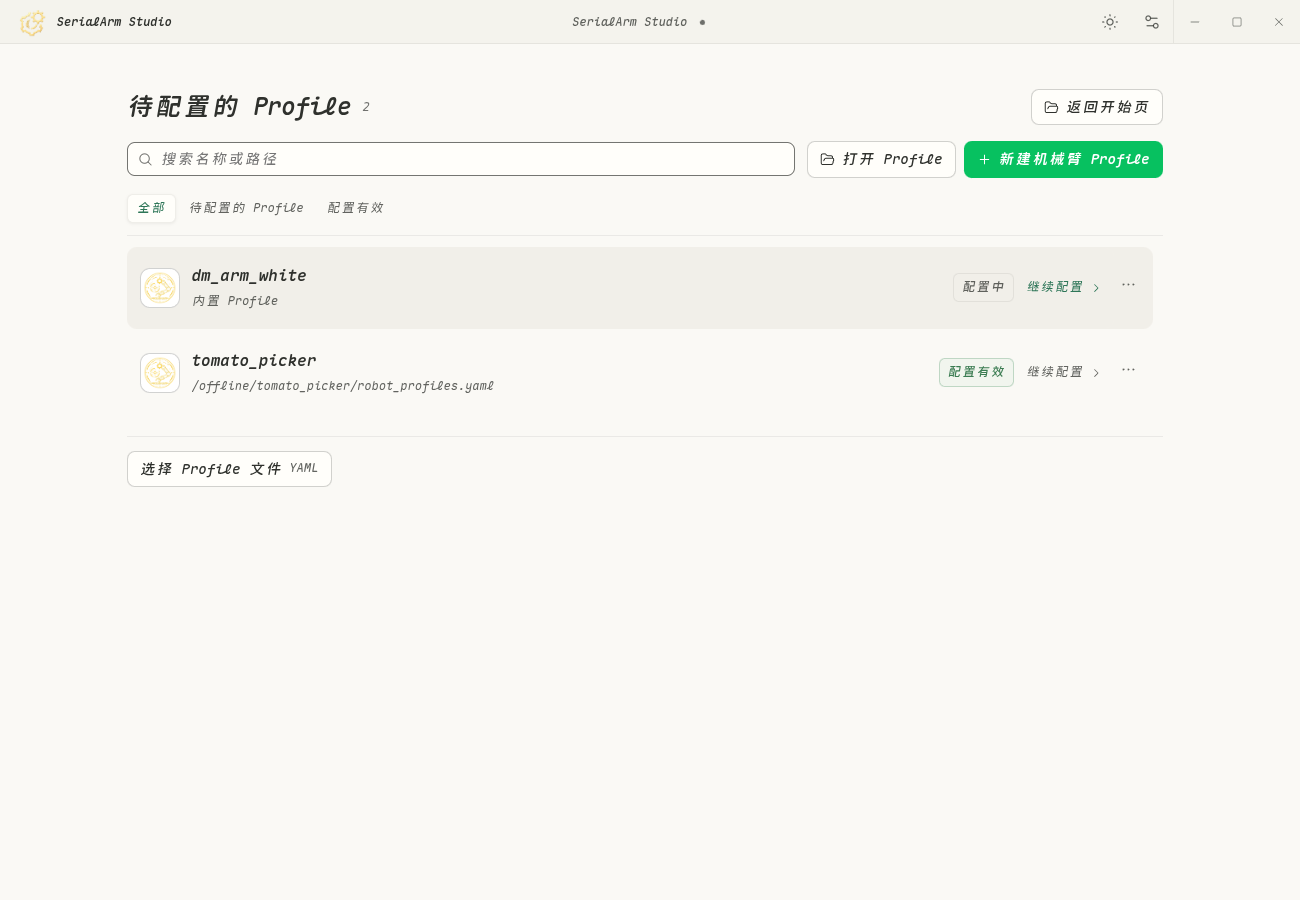 SerialArm Studio
SerialArm Studio
待配置的 Profile 2
返回开始页
搜索名称或路径
打开 Profile
新建机械臂 Profile
全部
待配置的 Profile
配置有效
dm_arm_white
内置 Profile
配置中
继续配置
tomato_picker
/offline/tomato_picker/robot_profiles.yaml
配置有效
继续配置
选择 Profile 文件 YAML